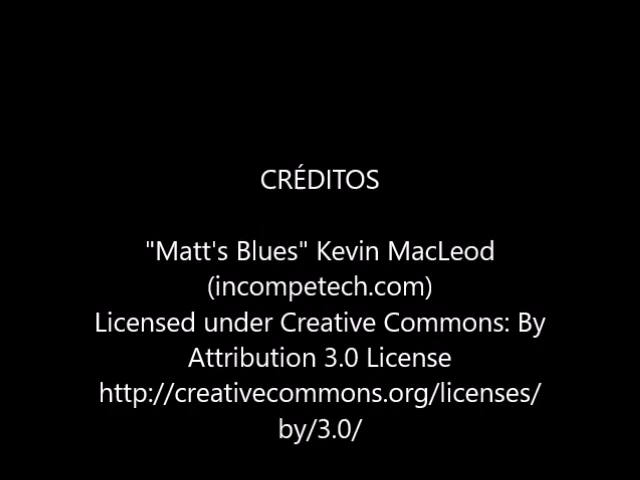 CRÉDITOS
"Matt's Blues" Kevin MacLeod
(incompetech.com)
Licensed under Creative Commons: By
Attribution 3.0 License
http://creativecommons.org/licenses/
by/3.0/